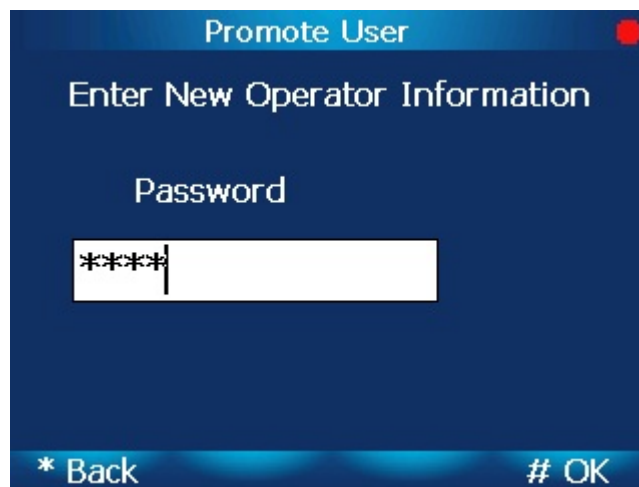 Promote User
Enter New Operator Information
Password
****
* Back # OK